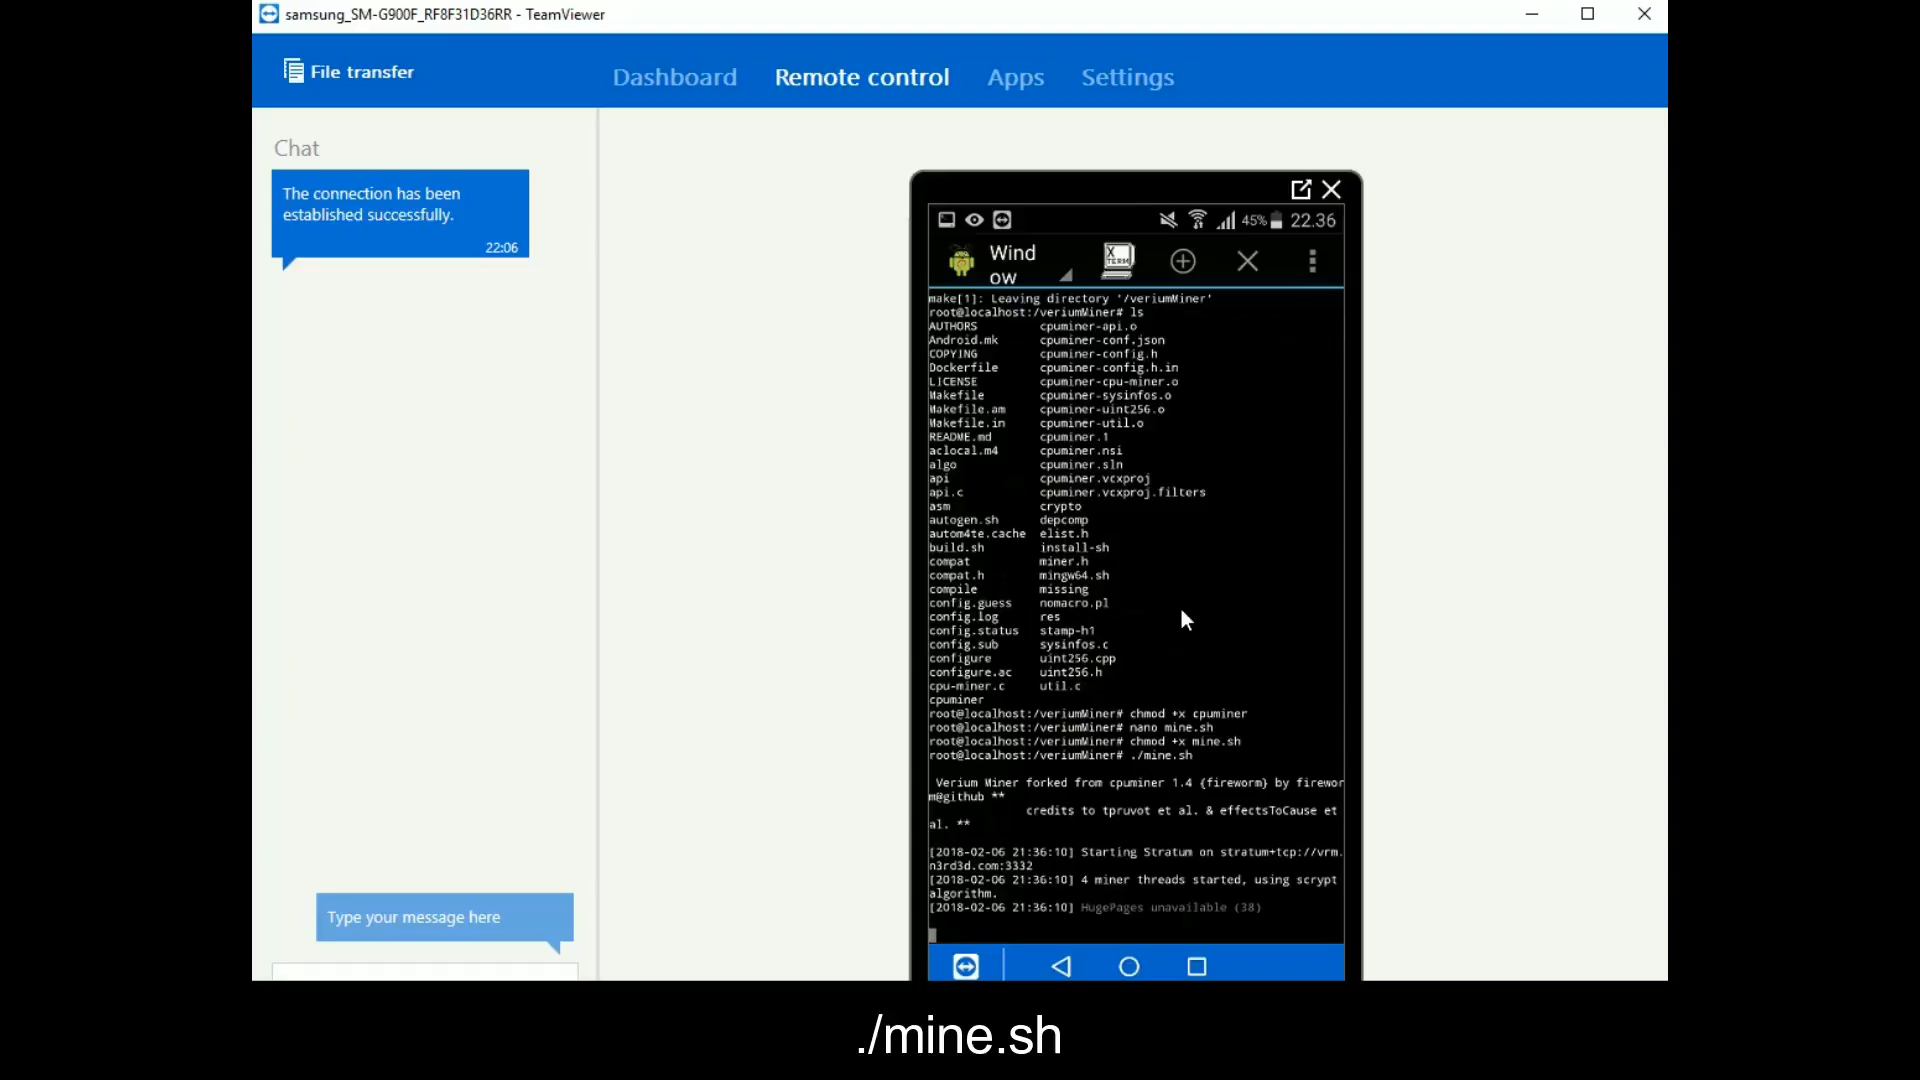 samsung_SM-G900F_RF8F31D36RR - TeamViewer
File transfer
Dashboard
Remote control
Apps
Settings
Chat
The connection has been
established successfully.
22:06
Type your message here
45%
22.36
Wind
ow
X
TERM
make[1]: Leaving directory '/veriumMiner'
root@localhost:/veriumMiner# ls
AUTHORS cpuminer-api.o
Android.mk cpuminer-conf.json
COPYING cpuminer-config.h
Dockerfile cpuminer-config.h.in
LICENSE cpuminer-cpu-miner.o
Makefile cpuminer-sysinfos.o
Makefile.am cpuminer-uint256.o
Makefile.in cpuminer-util.o
README.md cpuminer.1
aclocal.m4 cpuminer.nsi
algo cpuminer.sln
api cpuminer.vcxproj
api.c cpuminer.vcxproj.filters
asm crypto
autogen.sh depcomp
autom4te.cache elist.h
build.sh install-sh
compat miner.h
compat.h mingw64.sh
compile missing
config.guess nomacro.pl
config.log res
config.status stamp-h1
config.sub sysinfos.c
configure uint256.cpp
configure.ac uint256.h
cpu-miner.c util.c
cpuminer
root@localhost:/veriumMiner# chmod +x cpuminer
root@localhost:/veriumMiner# nano mine.sh
root@localhost:/veriumMiner# chmod +x mine.sh
root@localhost:/veriumMiner# ./mine.sh
Verium Miner forked from cpuminer 1.4 {fireworm} by firewor
m@github **
credits to tpruvot et al. & effectsToCause et
al. **
[2018-02-06 21:36:10] Starting Stratum on stratum+tcp://vrm.
n3rd3d.com:3332
[2018-02-06 21:36:10] 4 miner threads started, using scrypt
algorithm.
[2018-02-06 21:36:10] HugePages unavailable (38)
./mine.sh